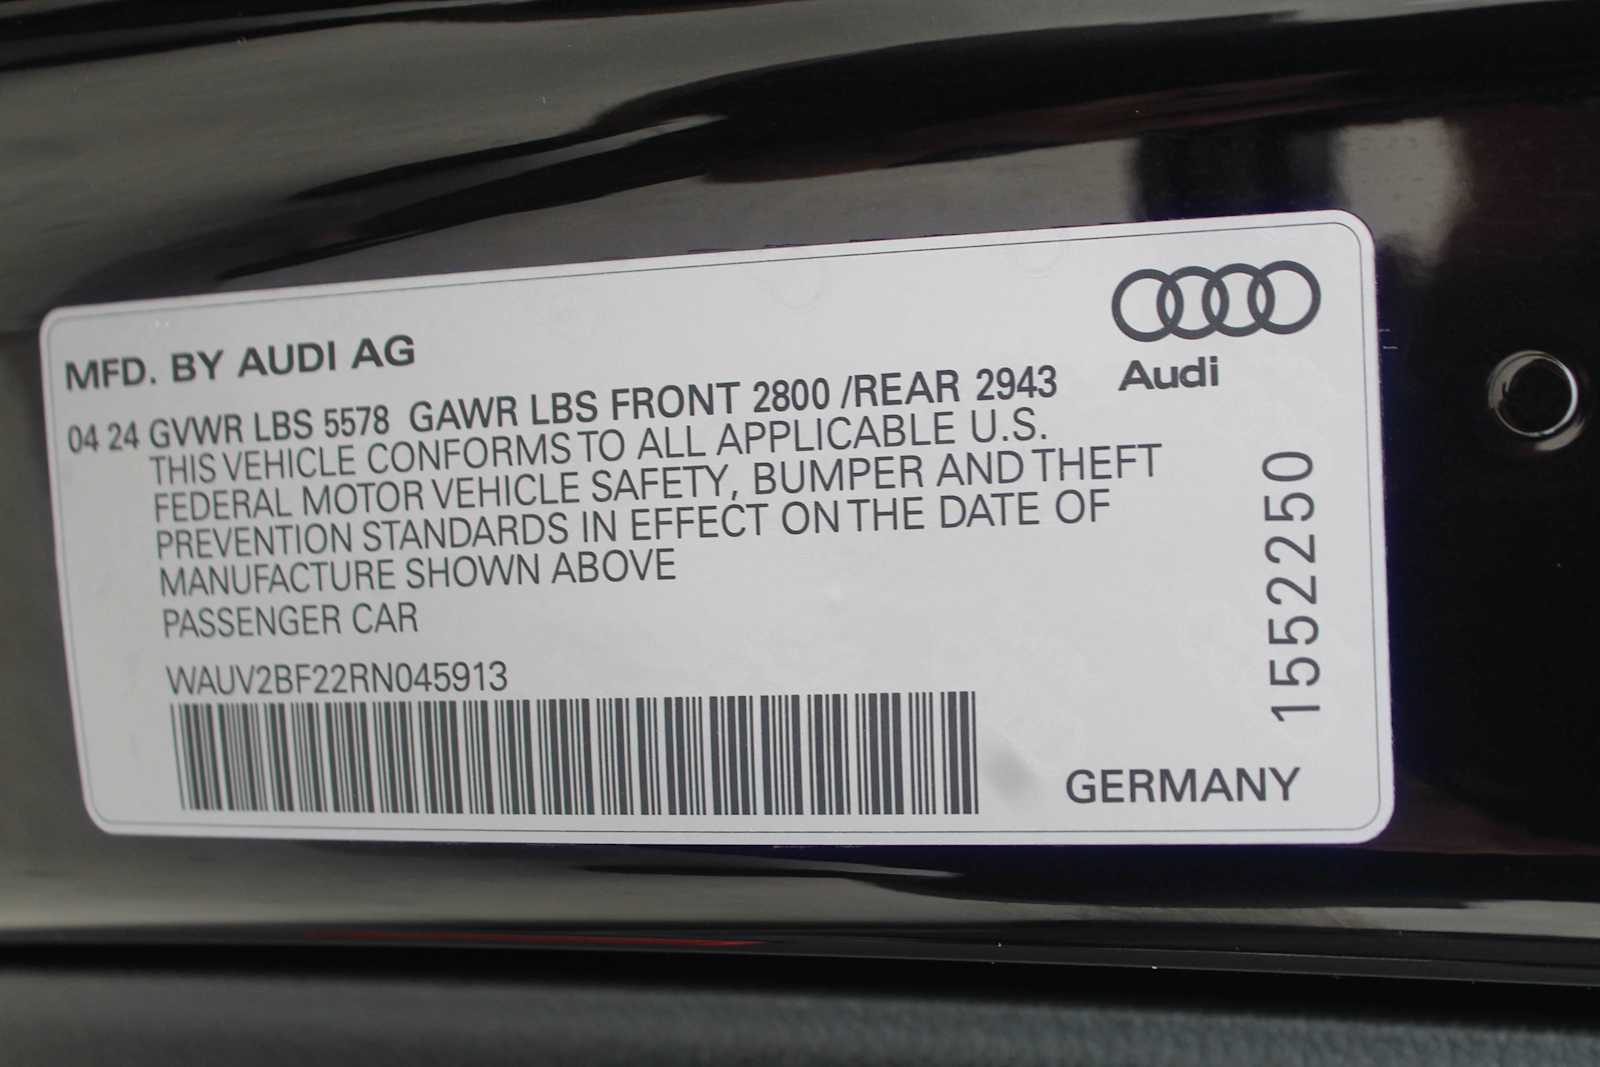 MFD. BY AUDI AG
Audi
04 24 GVWR LBS 5578 GAWR LBS FRONT 2800 /REAR 2943
THIS VEHICLE CONFORMS TO ALL APPLICABLE U.S.
FEDERAL MOTOR VEHICLE SAFETY, BUMPER AND THEFT
PREVENTION STANDARDS IN EFFECT ON THE DATE OF
MANUFACTURE SHOWN ABOVE
PASSENGER CAR
WAUV2BF22RN045913
1552250
GERMANY